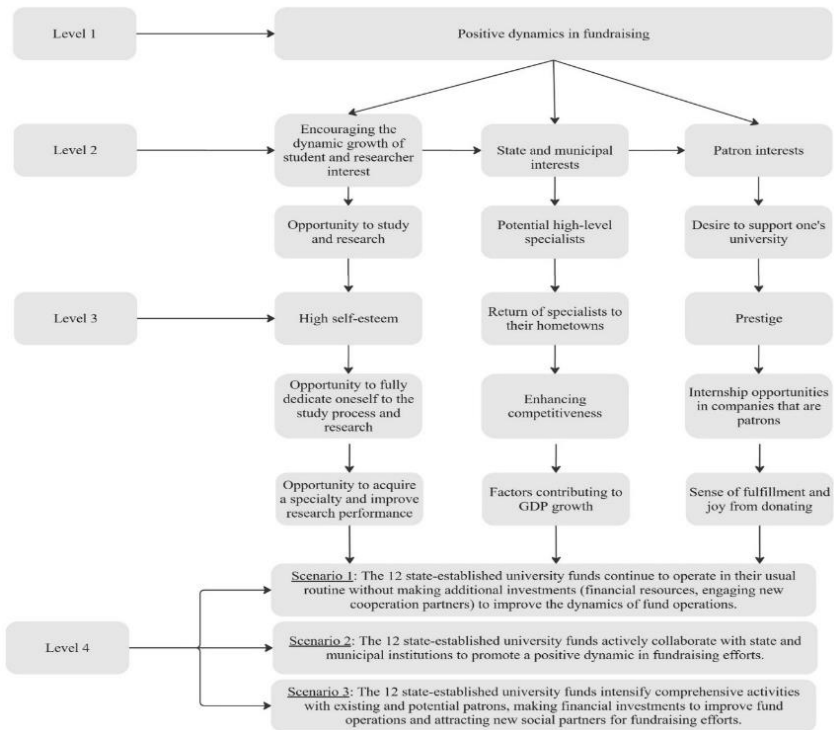 Level 1
Positive dynamics in fundraising
Level 2
Encouraging the
dynamic growth of
student and researcher
interest
State and municipal
interests
Patron interests
Opportunity to study
and research
Potential high-level
specialists
Desire to support one's
university
Level 3
High self-esteem
Return of specialists to
their hometowns
Prestige
Opportunity to fully
dedicate oneself to the
study process and
research
Enhancing
competitiveness
Internship opportunities
in companies that are
patrons
Opportunity to acquire
a specialty and improve
research performance
Factors contributing to
GDP growth
Sense of fulfillment and
joy from donating
Level 4
Scenario 1: The 12 state-established university funds continue to operate in their usual
routine without making additional investments (financial resources, engaging new
cooperation partners) to improve the dynamics of fund operations.
Scenario 2: The 12 state-established university funds actively collaborate with state and
municipal institutions to promote a positive dynamic in fundraising efforts.
Scenario 3: The 12 state-established university funds intensify comprehensive activities
with existing and potential patrons, making financial investments to improve fund
operations and attracting new social partners for fundraising efforts.